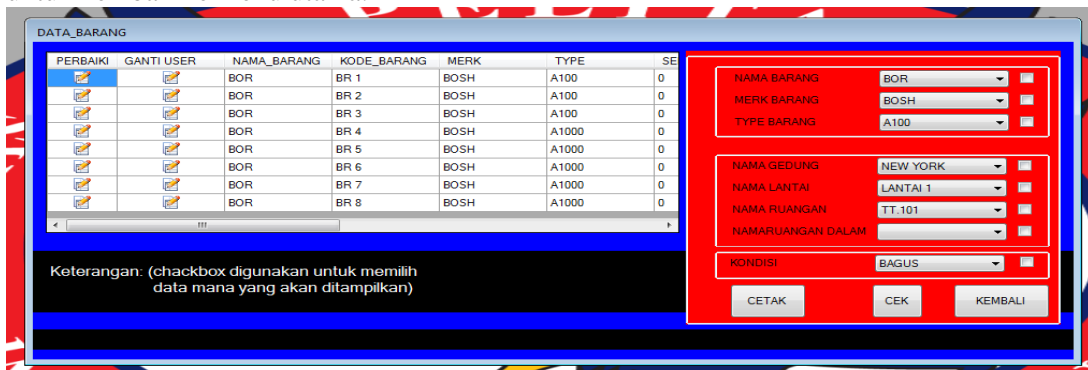 DATA_BARANG
PERBAIKI GANTI USER NAMA_BARANG KODE_BARANG MERK TYPE SE
BOR BR 1 BOSH A100 0
BOR BR 2 BOSH A100 0
BOR BR 3 BOSH A100 0
BOR BR 4 BOSH A1000 0
BOR BR 5 BOSH A1000 0
BOR BR 6 BOSH A1000 0
BOR BR 7 BOSH A1000 0
BOR BR 8 BOSH A1000 0
Keterangan: (chackbox digunakan untuk memilih
data mana yang akan ditampilkan)
NAMA BARANG BOR
MERK BARANG BOSH
TYPE BARANG A100
NAMA GEDUNG NEW YORK
NAMA LANTAI LANTAI 1
NAMA RUANGAN TT.101
NAMARUANGAN DALAM
KONDISI BAGUS
CETAK CEK KEMBALI